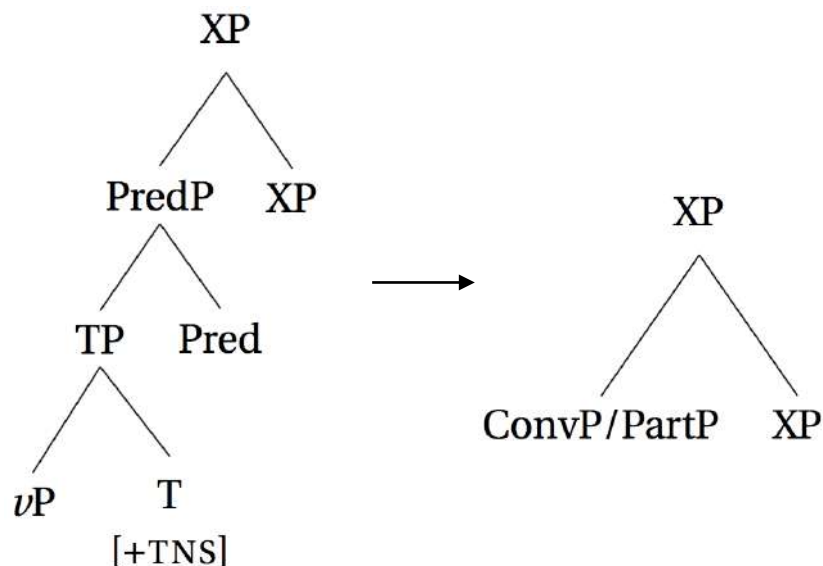 XP
PredP XP
XP
TP Pred
ConvP/PartP XP
vP T
[+TNS]